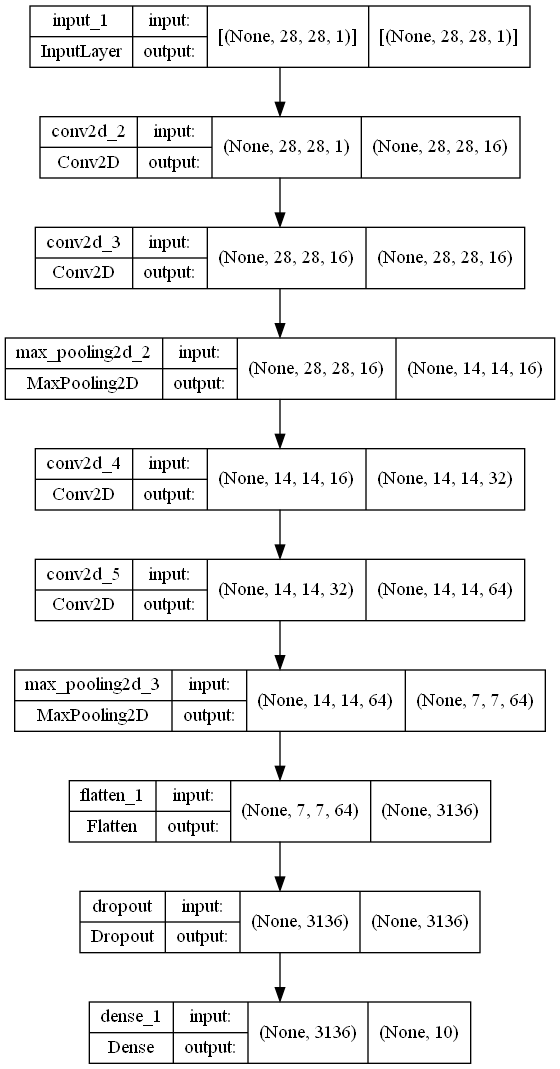 input_1 input: [(None, 28, 28, 1)] [(None, 28, 28, 1)]
InputLayer output:
conv2d_2 input: (None, 28, 28, 1) (None, 28, 28, 16)
Conv2D output:
conv2d_3 input: (None, 28, 28, 16) (None, 28, 28, 16)
Conv2D output:
max_pooling2d_2 input: (None, 28, 28, 16) (None, 14, 14, 16)
MaxPooling2D output:
conv2d_4 input: (None, 14, 14, 16) (None, 14, 14, 32)
Conv2D output:
conv2d_5 input: (None, 14, 14, 32) (None, 14, 14, 64)
Conv2D output:
max_pooling2d_3 input: (None, 14, 14, 64) (None, 7, 7, 64)
MaxPooling2D output:
flatten_1 input: (None, 7, 7, 64) (None, 3136)
Flatten output:
dropout input: (None, 3136) (None, 3136)
Dropout output:
dense_1 input: (None, 3136) (None, 10)
Dense output: